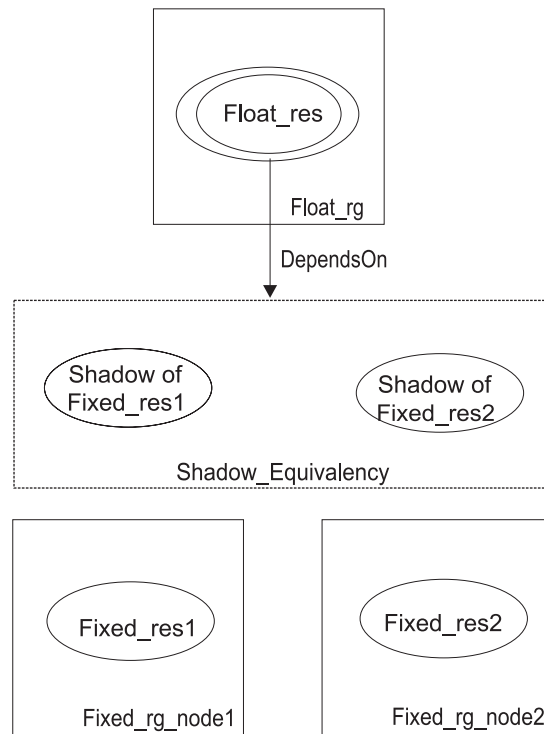 Float_res
Float_rg
DependsOn
Shadow of
Fixed_res1
Shadow of
Fixed_res2
Shadow_Equivalency
Fixed_res1
Fixed_res2
Fixed_rg_node1
Fixed_rg_node2